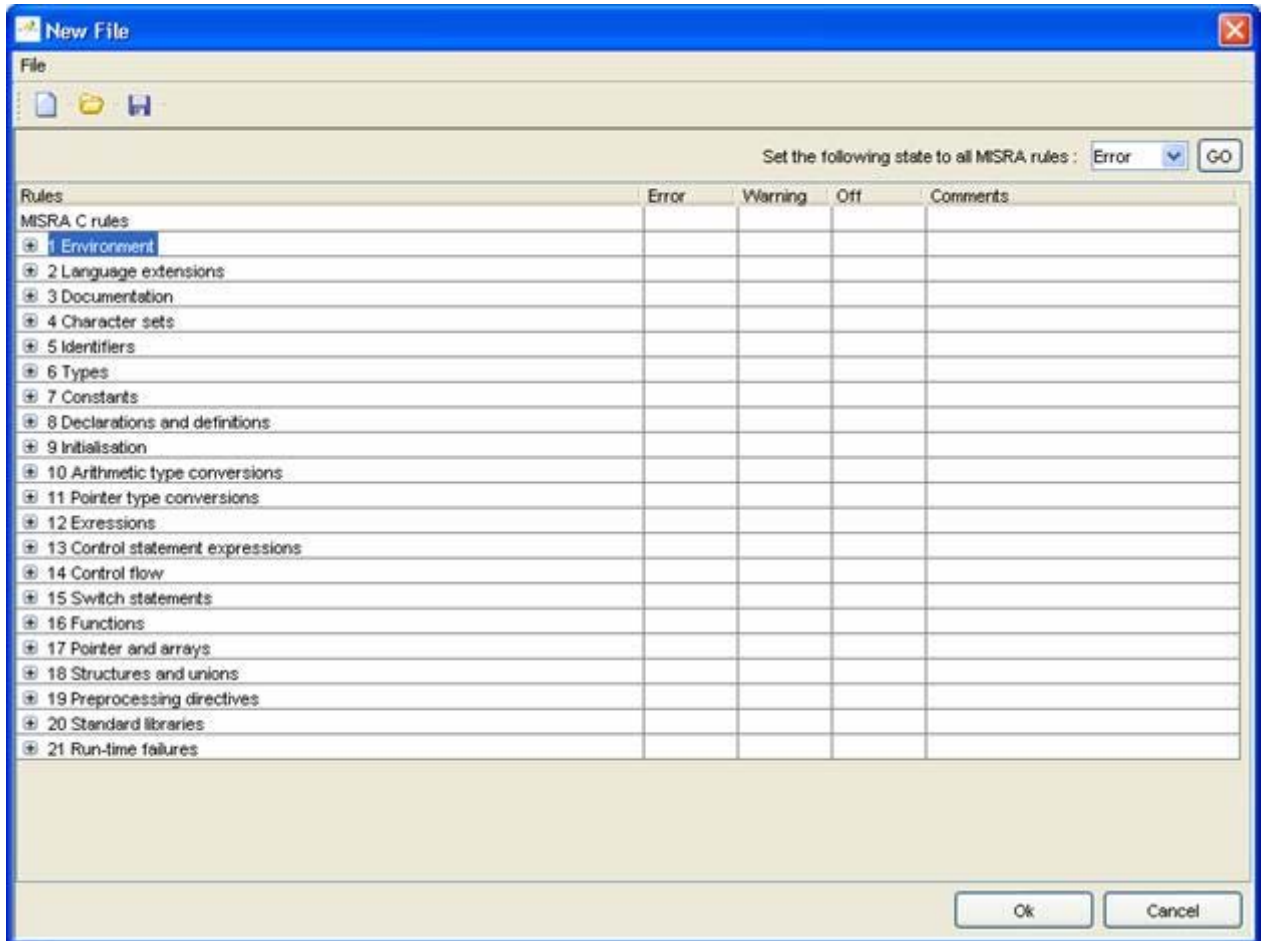 New File
File
Set the following state to all MISRA rules : Error GO
Rules Error Warning Off Comments
MISRA C rules
1 Environment
2 Language extensions
3 Documentation
4 Character sets
5 Identifiers
6 Types
7 Constants
8 Declarations and definitions
9 Initialisation
10 Arithmetic type conversions
11 Pointer type conversions
12 Exressions
13 Control statement expressions
14 Control flow
15 Switch statements
16 Functions
17 Pointer and arrays
18 Structures and unions
19 Preprocessing directives
20 Standard libraries
21 Run-time failures
Ok Cancel